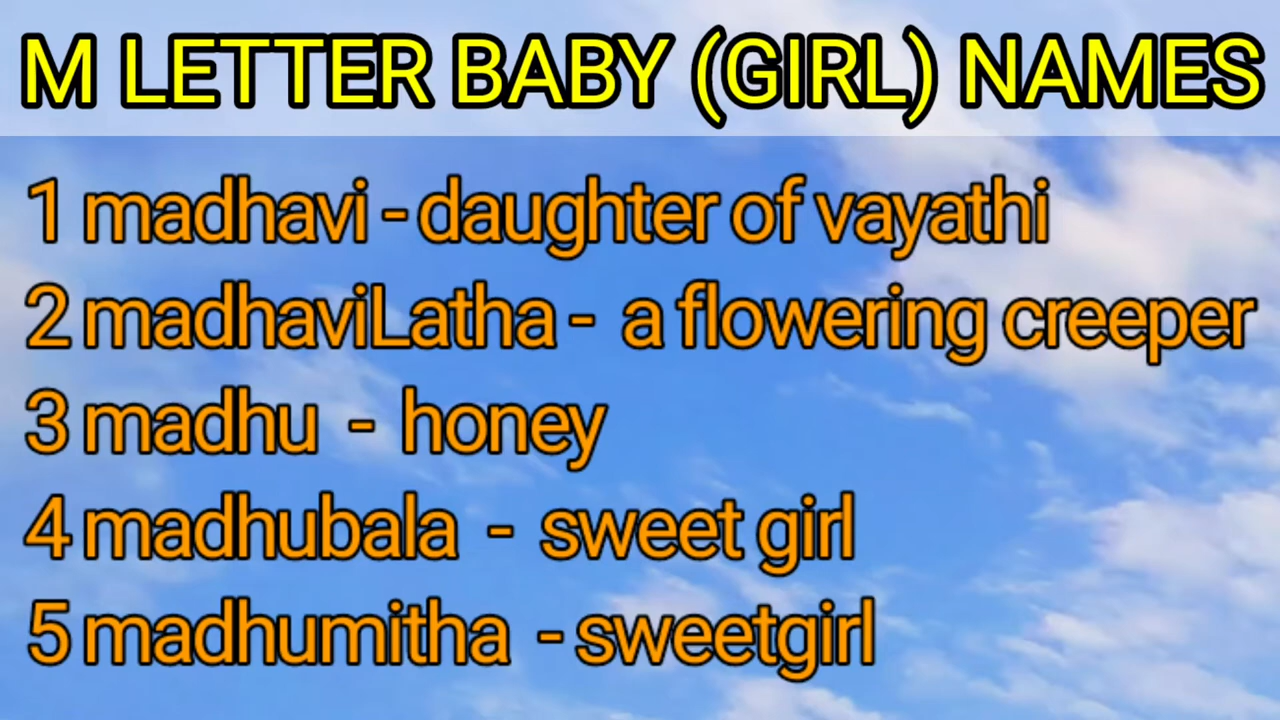 M LETTER BABY (GIRL) NAMES
1 madhavi - daughter of vayathi
2 madhaviLatha - a flowering creeper
3 madhu - honey
4 madhubala - sweet girl
5 madhumitha - sweetgirl